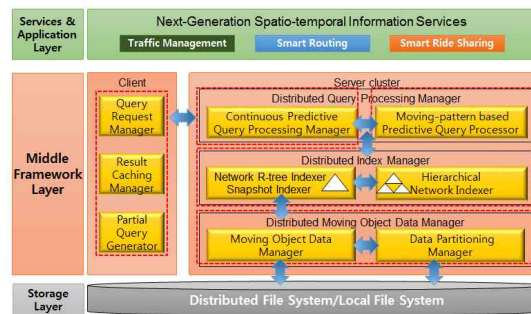 Services &
Application
Layer
Next-Generation Spatio-temporal Information Services
Traffic Management
Smart Routing
Smart Ride Sharing
Middle
Framework
Layer
Client
Query
Request
Manager
Result
Caching
Manager
Partial
Query
Generator
Server cluster
Distributed Query Processing Manager
Continuous Predictive
Query Processing Manager
Moving-pattern based
Predictive Query Processor
Distributed Index Manager
Network R-tree Indexer
Snapshot Indexer
Hierarchical
Network Indexer
Distributed Moving Object Data Manager
Moving Object Data
Manager
Data Partitioning
Manager
Storage
Layer
Distributed File System/Local File System